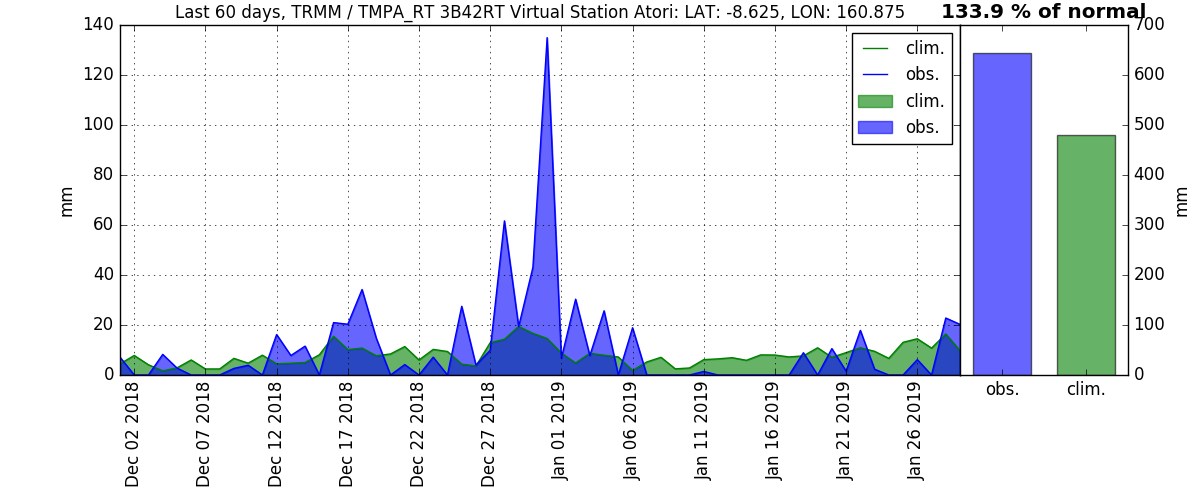 Last 60 days, TRMM / TMPA_RT 3B42RT Virtual Station Atori: LAT: -8.625, LON: 160.875
133.9 % of normal
140
120
100
80
60
40
20
0
mm
clim.
obs.
clim.
obs.
700
600
500
400
300
200
100
0
mm
Dec 02 2018
Dec 07 2018
Dec 12 2018
Dec 17 2018
Dec 22 2018
Dec 27 2018
Jan 01 2019
Jan 06 2019
Jan 11 2019
Jan 16 2019
Jan 21 2019
Jan 26 2019
obs.
clim.